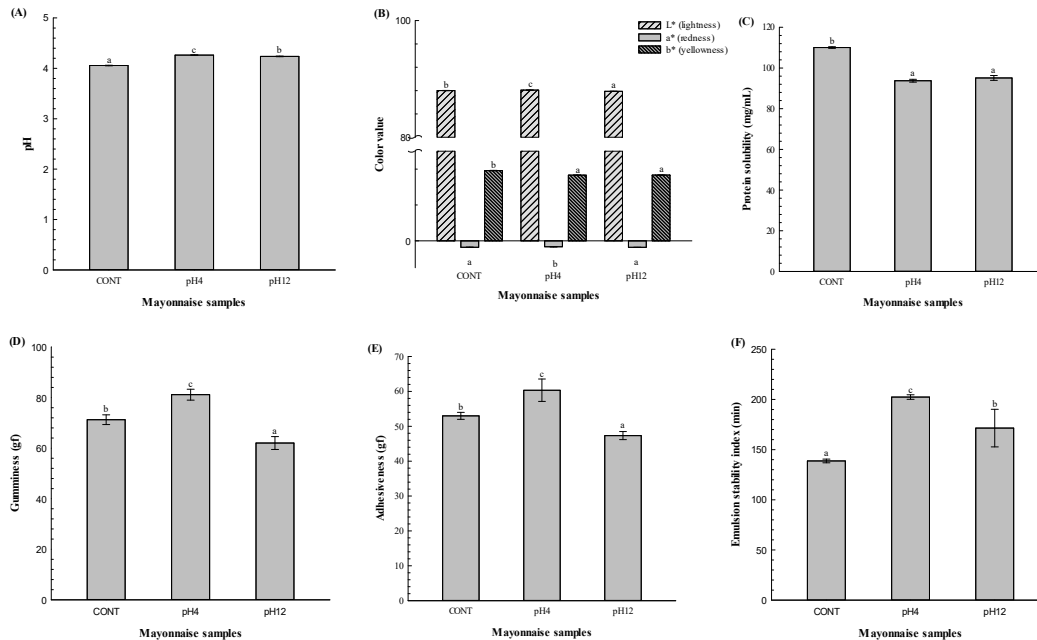 (A)
5
4
3
2
1
0
pH
a
c
b
CONT
pH4
pH12
Mayonnaise samples
(B)
L* (lightness)
a* (redness)
b* (yellowness)
100
80
0
Color value
b
c
a
b
a
a
a
b
a
CONT
pH4
pH12
Mayonnaise samples
(C)
120
100
80
60
40
20
0
Protein solubility (mg/mL)
b
a
a
CONT
pH4
pH12
Mayonnaise samples
(D)
100
80
60
40
20
0
Gumminess (gf)
b
c
a
CONT
pH4
pH12
Mayonnaise samples
(E)
70
60
50
40
30
20
10
0
Adhesiveness (gf)
b
c
a
CONT
pH4
pH12
Mayonnaise samples
(F)
250
200
150
100
50
0
Emulsion stability index (min)
a
c
b
CONT
pH4
pH12
Mayonnaise samples